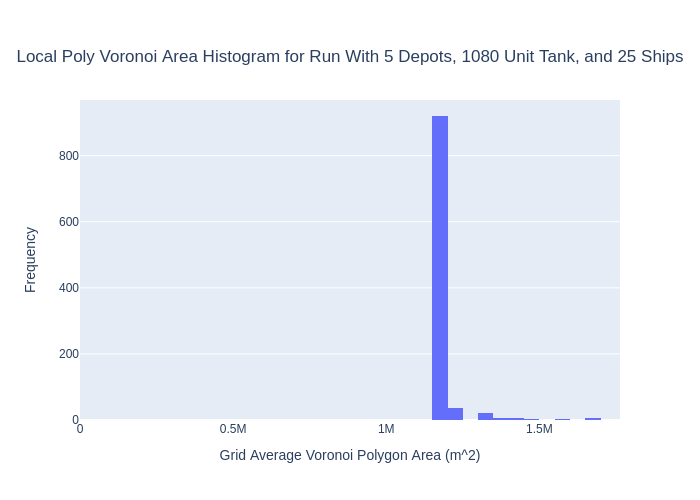 Local Poly Voronoi Area Histogram for Run With 5 Depots, 1080 Unit Tank, and 25 Ships
800
600
400
200
0
Frequency
0 0.5M 1M 1.5M
Grid Average Voronoi Polygon Area (m^2)